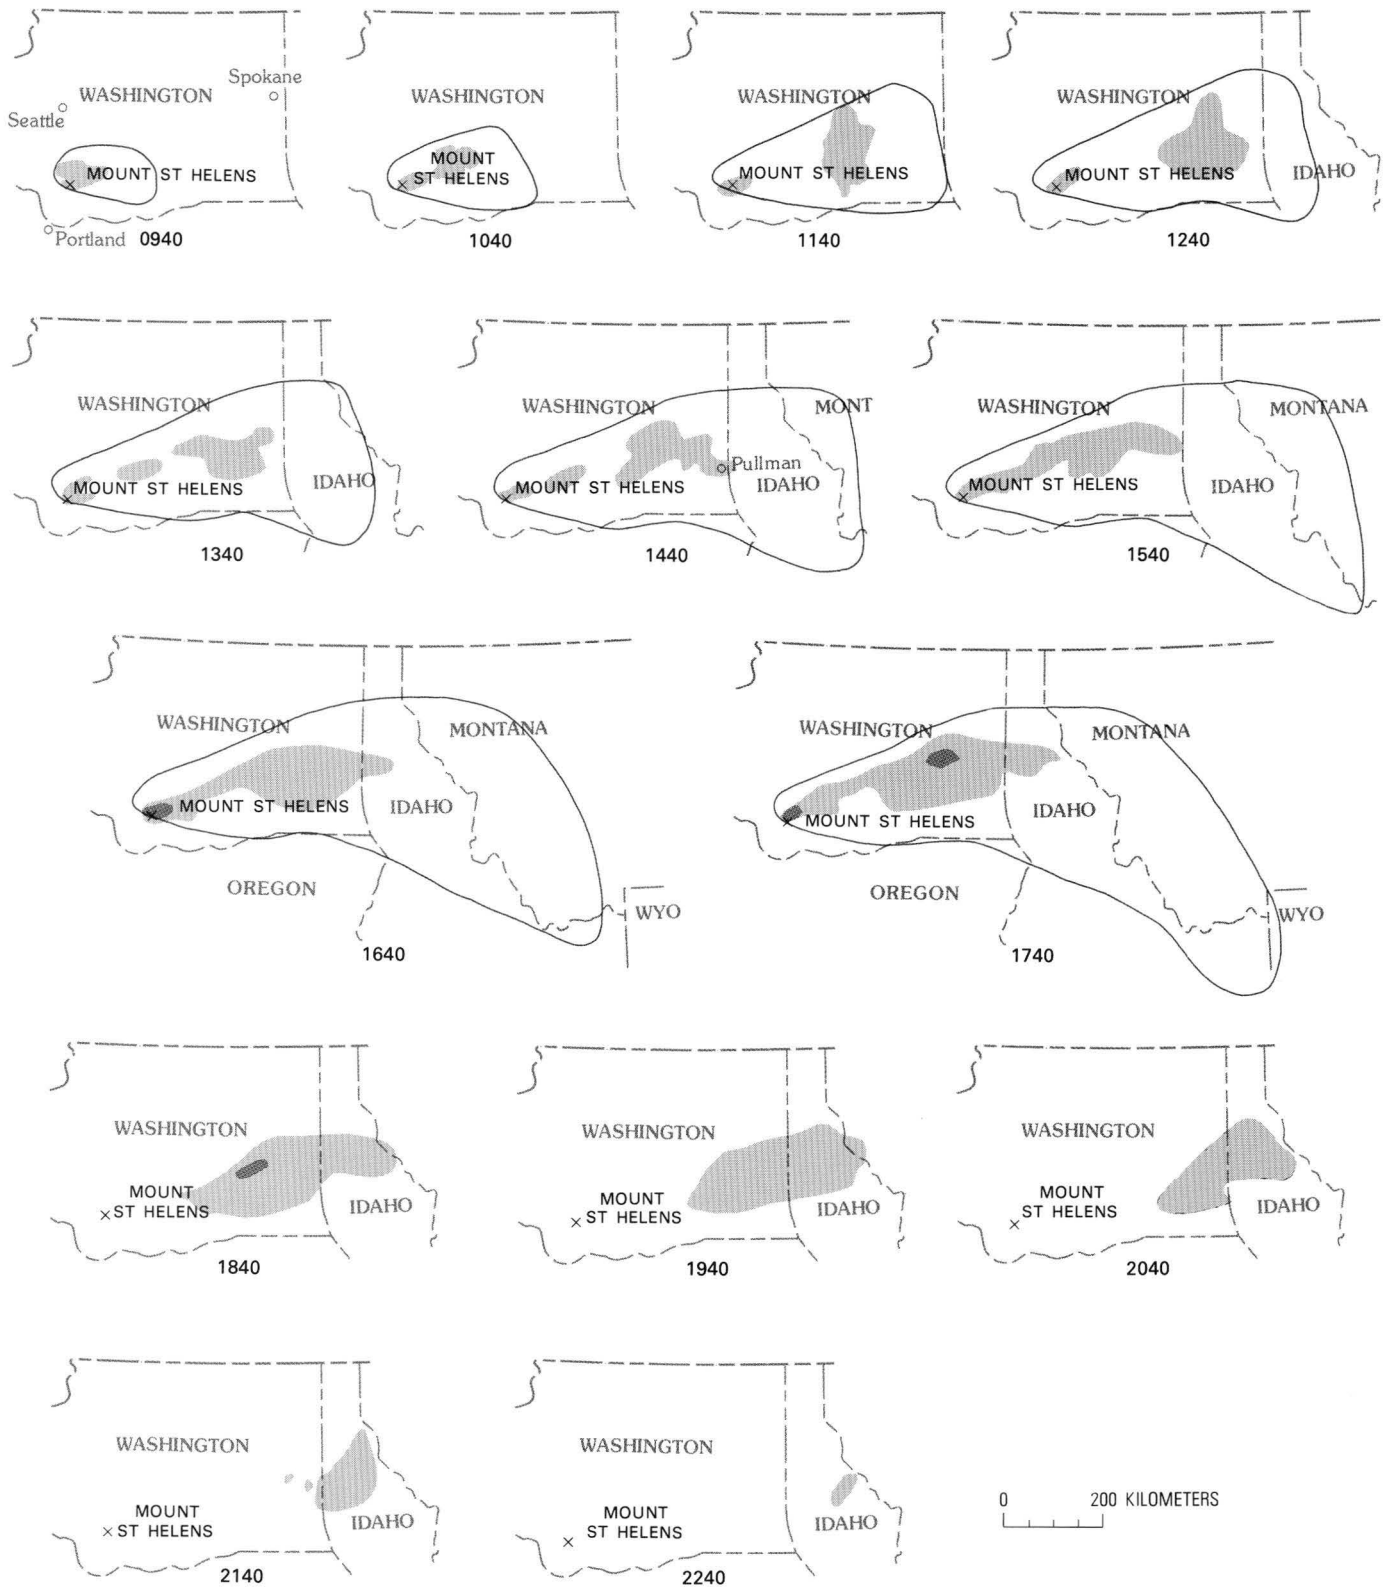 Spokane
WASHINGTON
Seattle
MOUNT ST HELENS
Portland 0940
WASHINGTON
MOUNT
ST HELENS
1040
WASHINGTON
MOUNT ST HELENS
1140
WASHINGTON
MOUNT ST HELENS
IDAHO
1240
WASHINGTON
MOUNT ST HELENS
IDAHO
1340
WASHINGTON
MONT
Pullman
MOUNT ST HELENS
IDAHO
1440
WASHINGTON
MONTANA
MOUNT ST HELENS
IDAHO
1540
WASHINGTON
MONTANA
MOUNT ST HELENS
IDAHO
OREGON
WYO
1640
WASHINGTON
MONTANA
MOUNT ST HELENS
IDAHO
OREGON
WYO
1740
WASHINGTON
MOUNT
ST HELENS
IDAHO
1840
WASHINGTON
MOUNT
ST HELENS
IDAHO
1940
WASHINGTON
MOUNT
ST HELENS
IDAHO
2040
WASHINGTON
MOUNT
ST HELENS
IDAHO
2140
WASHINGTON
MOUNT
ST HELENS
IDAHO
2240
0 200 KILOMETERS